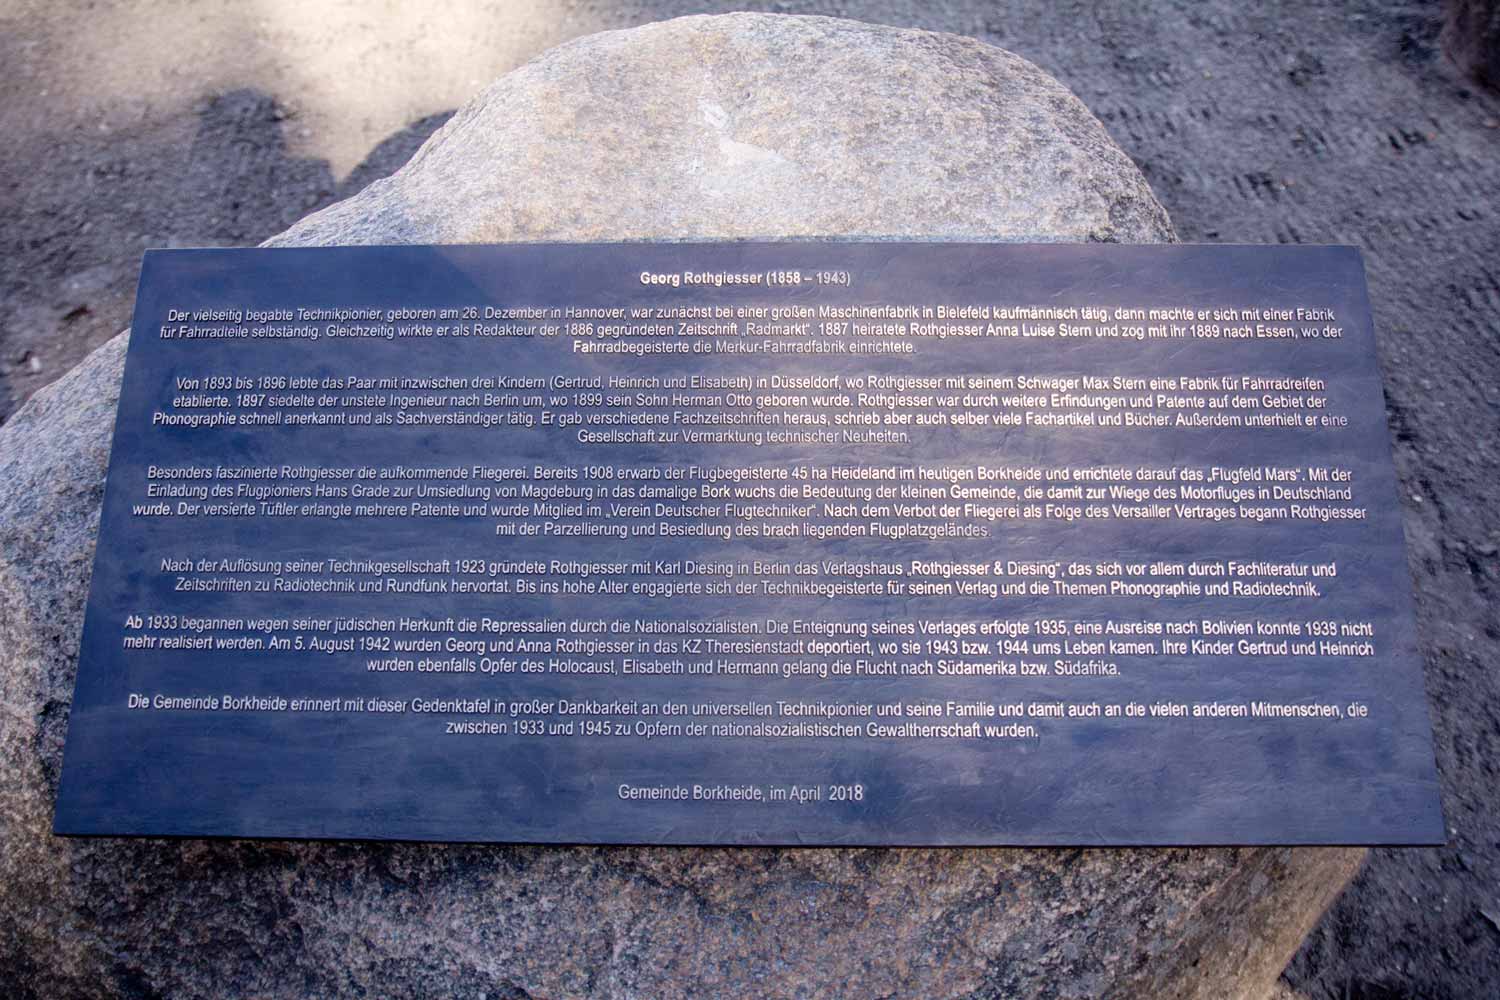 Georg Rothgiesser (1858 – 1943)
Der vielseitig begabte Technikpionier, geboren am 26. Dezember in Hannover, war zunächst bei einer großen Maschinenfabrik in Bielefeld kaufmännisch tätig, dann machte er sich mit einer Fabrik
für Fahrradteile selbständig. Gleichzeitig wirkte er als Redakteur der 1886 gegründeten Zeitschrift „Radmarkt“. 1887 heiratete Rothgiesser Anna Luise Stern und zog mit ihr 1889 nach Essen, wo der
Fahrradbegeisterte die Merkur-Fahrradfabrik einrichtete.
Von 1893 bis 1896 lebte das Paar mit inzwischen drei Kindern (Gertrud, Heinrich und Elisabeth) in Düsseldorf, wo Rothgiesser mit seinem Schwager Max Stern eine Fabrik für Fahrradreifen
etablierte. 1897 siedelte der unstete Ingenieur nach Berlin um, wo 1899 sein Sohn Herman Otto geboren wurde. Rothgiesser war durch weitere Erfindungen und Patente auf dem Gebiet der
Phonographie schnell anerkannt und als Sachverständiger tätig. Er gab verschiedene Fachzeitschriften heraus, schrieb aber auch selber viele Fachartikel und Bücher. Außerdem unterhielt er eine
Gesellschaft zur Vermarktung technischer Neuheiten.
Besonders faszinierte Rothgiesser die aufkommende Fliegerei. Bereits 1908 erwarb der Flugbegeisterte 45 ha Heideland im heutigen Borkheide und errichtete darauf das „Flugfeld Mars“. Mit der
Einladung des Flugpioniers Hans Grade zur Umsiedlung von Magdeburg in das damalige Bork wuchs die Bedeutung der kleinen Gemeinde, die damit zur Wiege des Motorfluges in Deutschland
wurde. Der versierte Tüftler erlangte mehrere Patente und wurde Mitglied im „Verein Deutscher Flugtechniker“. Nach dem Verbot der Fliegerei als Folge des Versailler Vertrages begann Rothgiesser
mit der Parzellierung und Besiedlung des brach liegenden Flugplatzgeländes.
Nach der Auflösung seiner Technikgesellschaft 1923 gründete Rothgiesser mit Karl Diesing in Berlin das Verlagshaus „Rothgiesser & Diesing“, das sich vor allem durch Fachliteratur und
Zeitschriften zu Radiotechnik und Rundfunk hervortat. Bis ins hohe Alter engagierte sich der Technikbegeisterte für seinen Verlag und die Themen Phonographie und Radiotechnik.
Ab 1933 begannen wegen seiner jüdischen Herkunft die Repressalien durch die Nationalsozialisten. Die Enteignung seines Verlages erfolgte 1935, eine Ausreise nach Bolivien konnte 1938 nicht
mehr realisiert werden. Am 5. August 1942 wurden Georg und Anna Rothgiesser in das KZ Theresienstadt deportiert, wo sie 1943 bzw. 1944 ums Leben kamen. Ihre Kinder Gertrud und Heinrich
wurden ebenfalls Opfer des Holocaust, Elisabeth und Hermann gelang die Flucht nach Südamerika bzw. Südafrika.
Die Gemeinde Borkheide erinnert mit dieser Gedenktafel in großer Dankbarkeit an den universellen Technikpionier und seine Familie und damit auch an die vielen anderen Mitmenschen, die
zwischen 1933 und 1945 zu Opfern der nationalsozialistischen Gewaltherrschaft wurden.
Gemeinde Borkheide, im April 2018